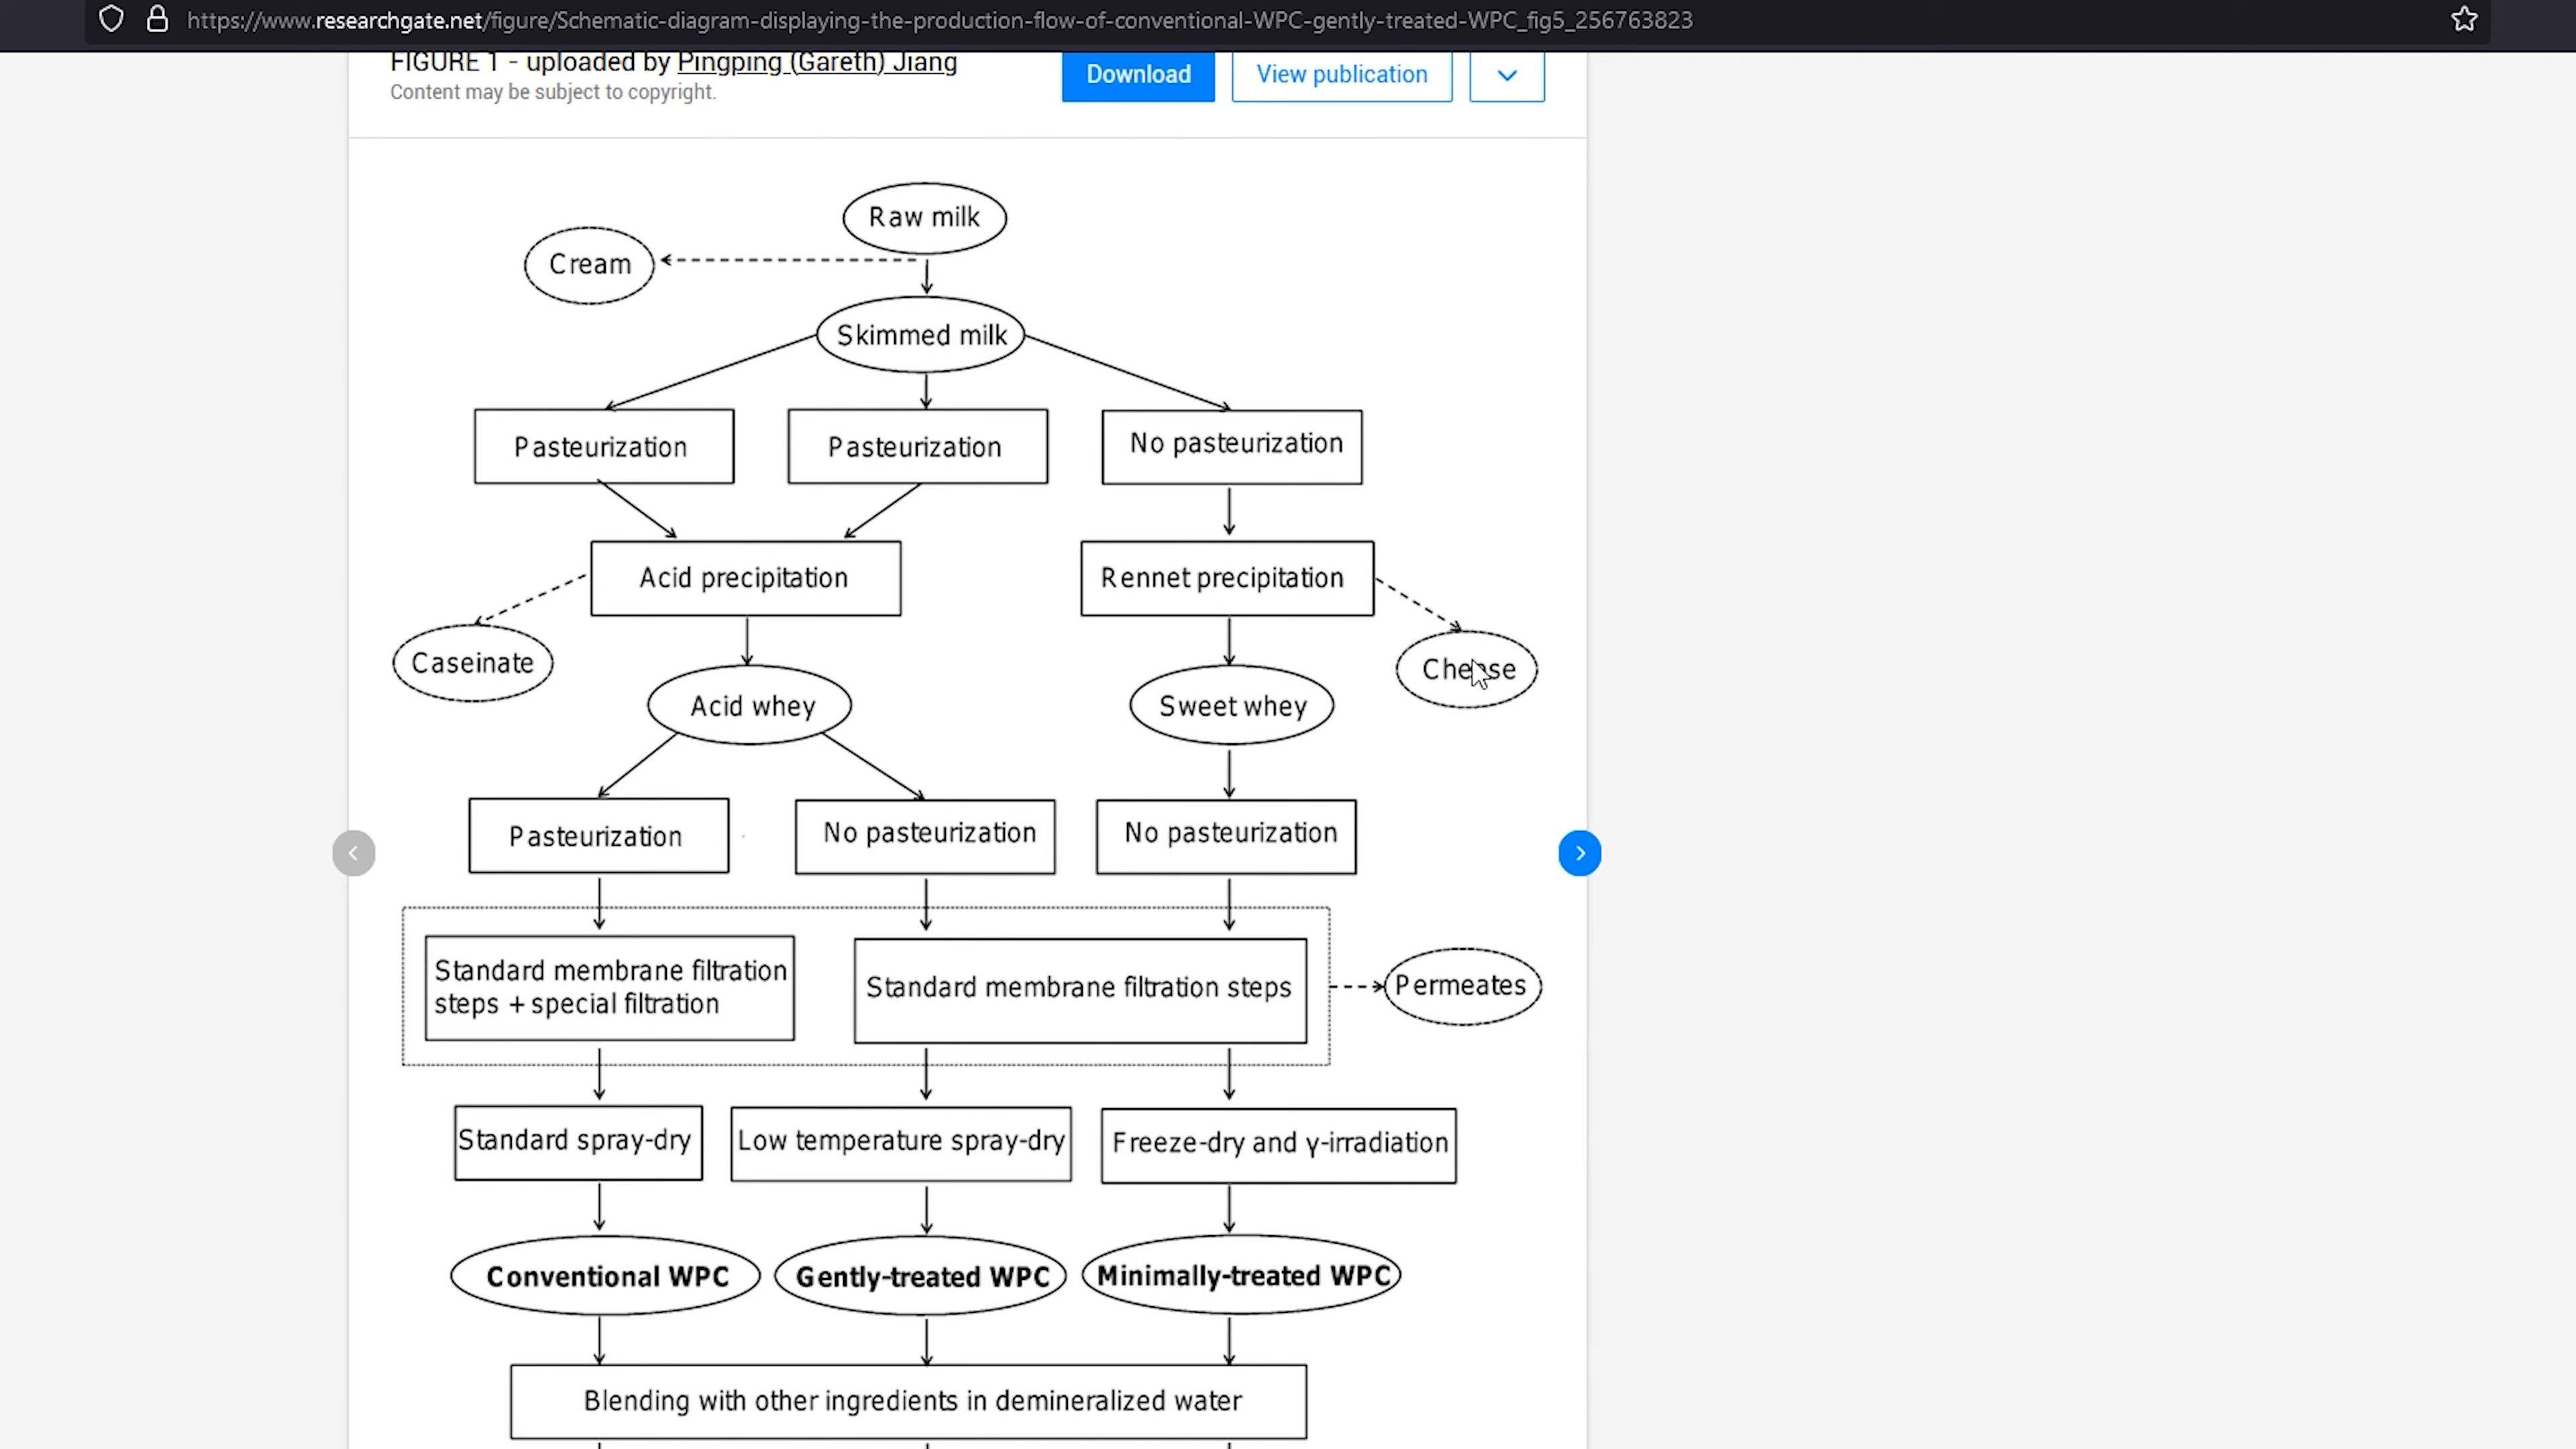 https://www.researchgate.net/figure/Schematic-diagram-displaying-the-production-flow-of-conventional-WPC-gently-treated-WPC_fig5_256763823
FIGURE 1 - uploaded by Pingping (Gareth) Jiang
Content may be subject to copyright.
Download
View publication
Raw milk
Cream
Skimmed milk
Pasteurization
Pasteurization
No pasteurization
Acid precipitation
Rennet precipitation
Caseinate
Cheese
Acid whey
Sweet whey
Pasteurization
No pasteurization
No pasteurization
Standard membrane filtration
steps + special filtration
Standard membrane filtration steps
Permeates
Standard spray-dry
Low temperature spray-dry
Freeze-dry and γ-irradiation
Conventional WPC
Gently-treated WPC
Minimally-treated WPC
Blending with other ingredients in demineralized water